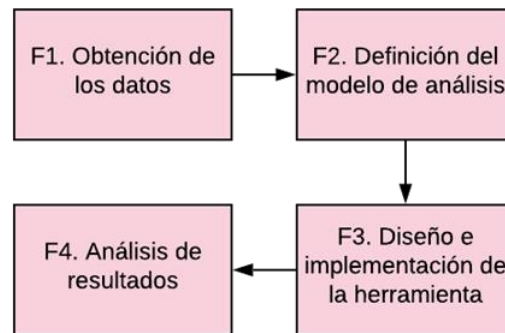 F1. Obtención de
los datos
F2. Definición del
modelo de análisis
F4. Análisis de
resultados
F3. Diseño e
implementación de
la herramienta